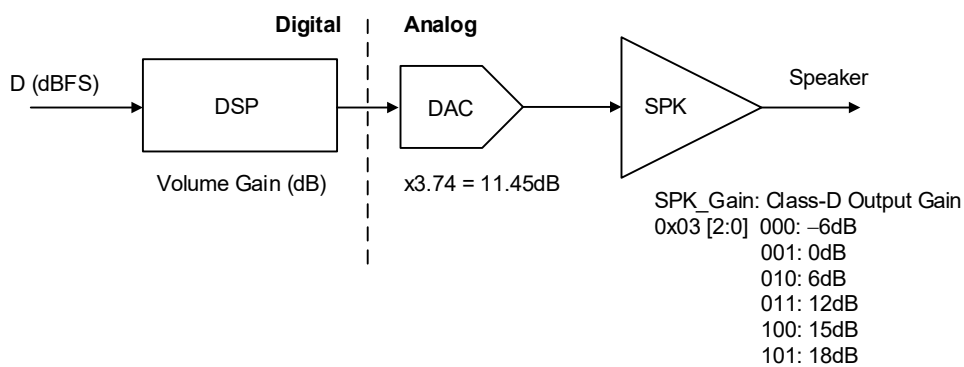 Digital
Analog
D (dBFS)
DSP
DAC
SPK
Speaker
Volume Gain (dB)
x3.74 = 11.45dB
SPK_Gain: Class-D Output Gain
0x03 [2:0] 000: –6dB
001: 0dB
010: 6dB
011: 12dB
100: 15dB
101: 18dB